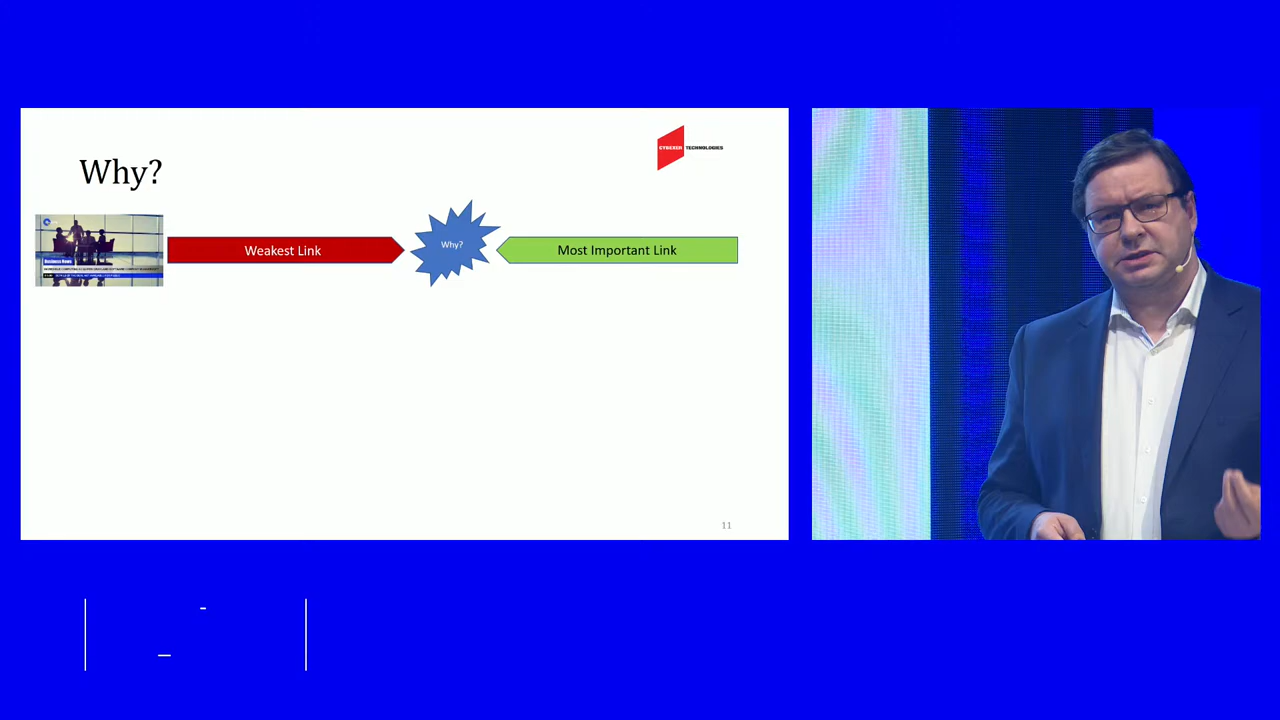 Why?
CYBEXER TECHNOLOGIES
Business News
Weakest Link
Why?
Most Important Link
11